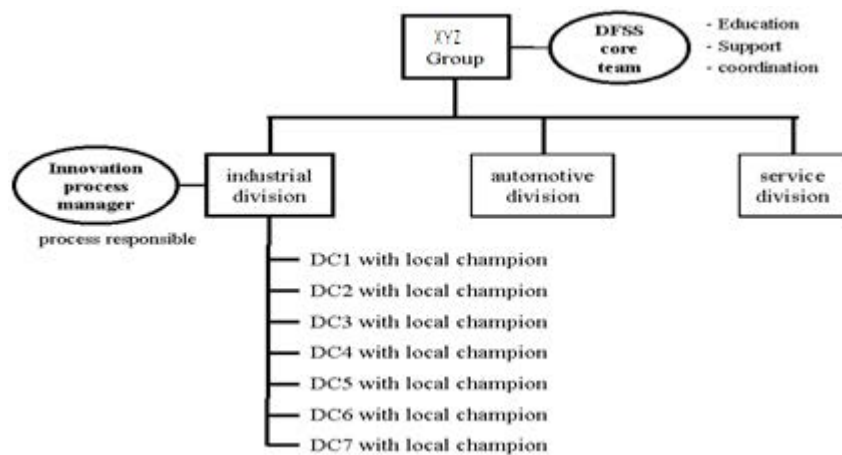 XYZ
Group
DFSS
core
team
- Education
- Support
- coordination
Innovation
process
manager
process responsible
industrial
division
automotive
division
service
division
DC1 with local champion
DC2 with local champion
DC3 with local champion
DC4 with local champion
DC5 with local champion
DC6 with local champion
DC7 with local champion